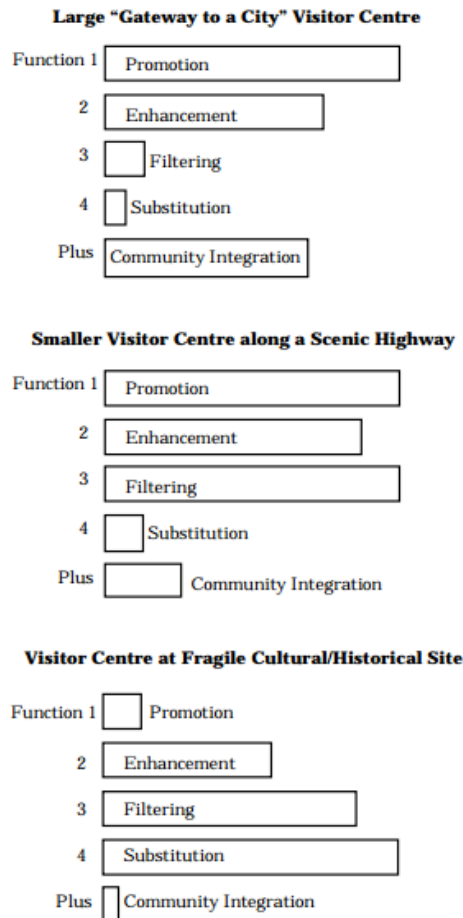 Large “Gateway to a City” Visitor Centre
Function 1 Promotion
2 Enhancement
3 Filtering
4 Substitution
Plus Community Integration
Smaller Visitor Centre along a Scenic Highway
Function 1 Promotion
2 Enhancement
3 Filtering
4 Substitution
Plus Community Integration
Visitor Centre at Fragile Cultural/Historical Site
Function 1 Promotion
2 Enhancement
3 Filtering
4 Substitution
Plus Community Integration